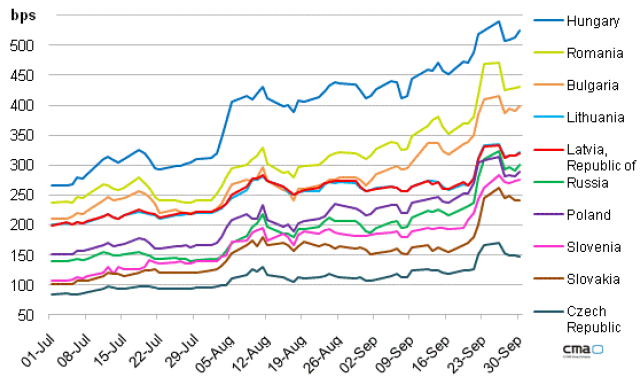 bps
500
450
400
350
300
250
200
150
100
50
01-Jul
08-Jul
15-Jul
22-Jul
29-Jul
05-Aug
12-Aug
19-Aug
26-Aug
02-Sep
09-Sep
16-Sep
23-Sep
30-Sep
Hungary
Romania
Bulgaria
Lithuania
Latvia,
Republic of
Russia
Poland
Slovenia
Slovakia
Czech
Republic
cma